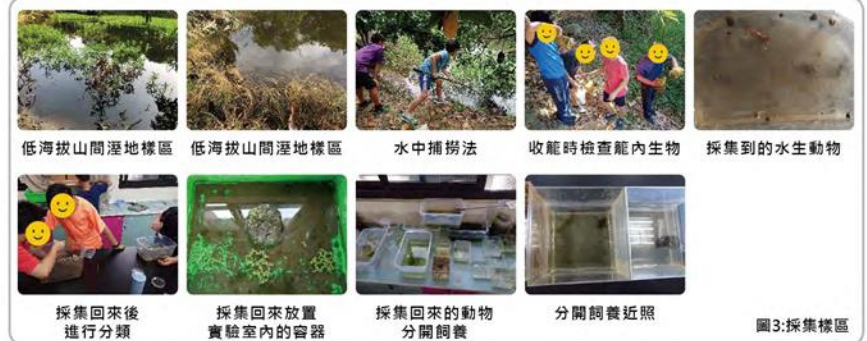 低海拔山間溼地樣區
低海拔山間溼地樣區
水中捕撈法
收籠時檢查籠內生物
採集到的水生動物
採集回來後
進行分類
採集回來放置
實驗室內的容器
採集回來的動物
分開飼養
分開飼養近照
圖3:採集樣區